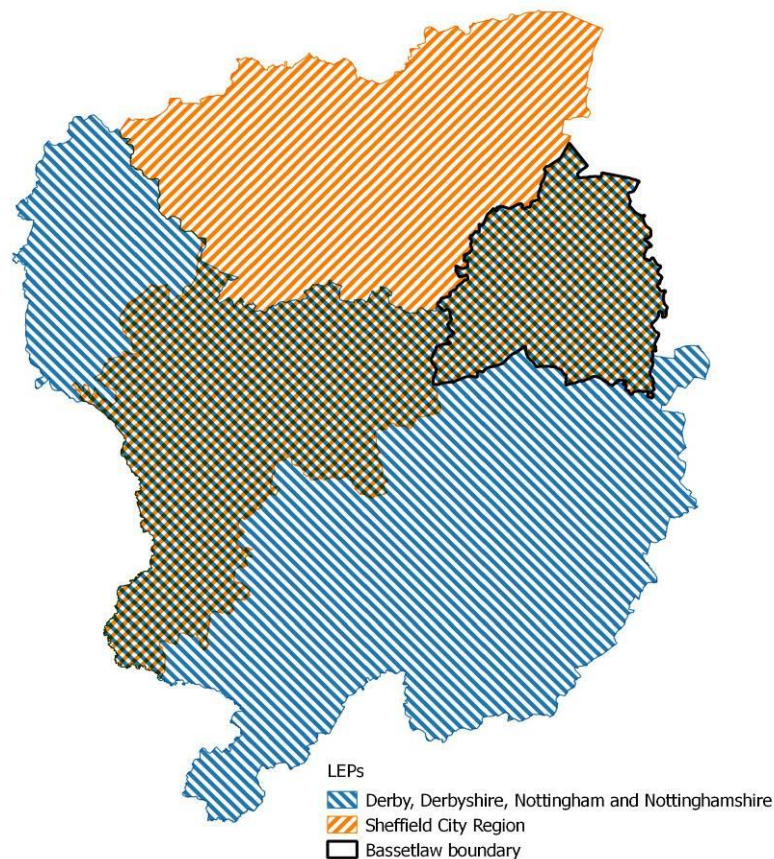 LEPs
Derby, Derbyshire, Nottingham and Nottinghamshire
Sheffield City Region
Bassetlaw boundary